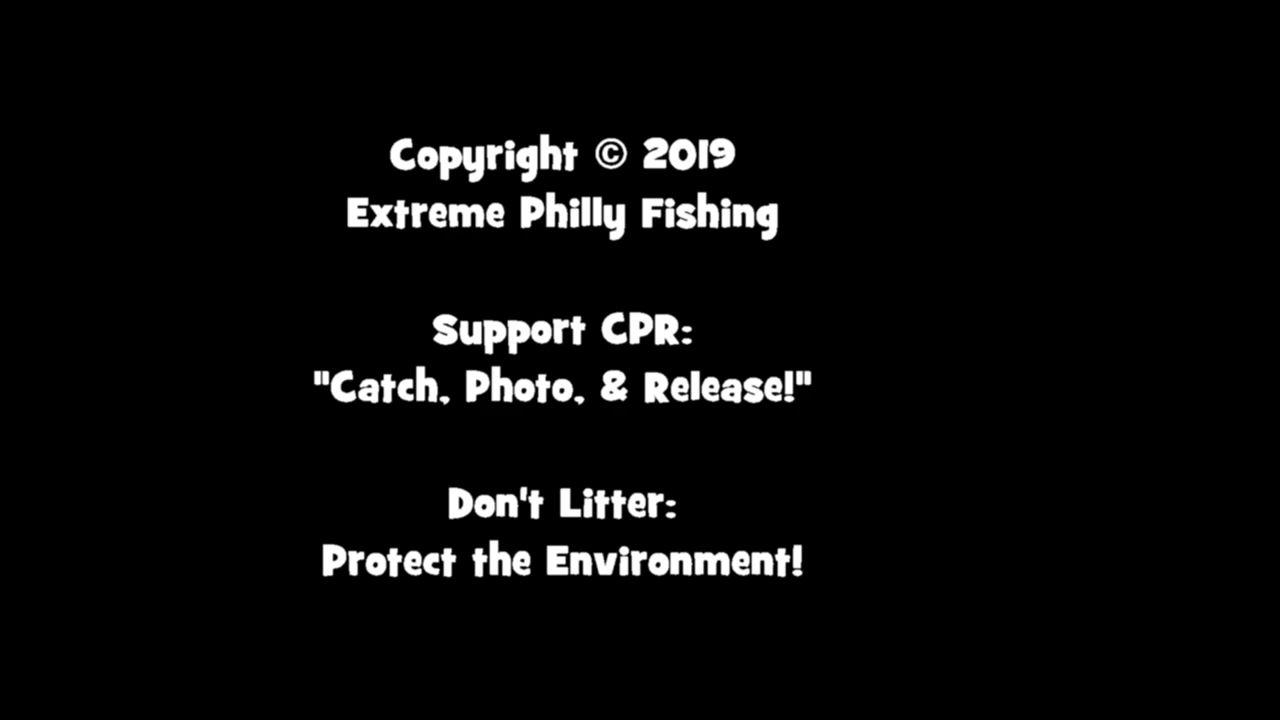 Copyright © 2019
Extreme Philly Fishing
Support CPR:
"Catch, Photo, & Release!"
Don't Litter:
Protect the Environment!